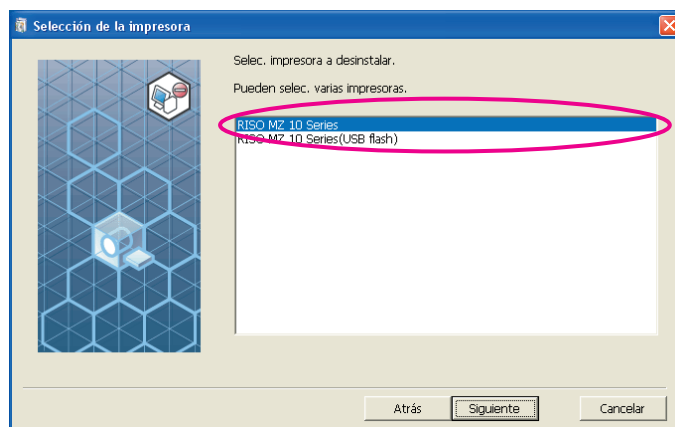 Selección de la impresora
Selec. impresora a desinstalar.
Pueden selec. varias impresoras.
RISO MZ 10 Series
RISO MZ 10 Series(USB flash)
Atrás
Siguiente
Cancelar